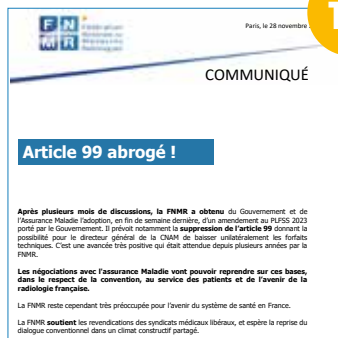 FNMR Fédération Nationale des Médecins Radiologues
Paris, le 28 novembre
1
COMMUNIQUÉ
Article 99 abrogé !
Après plusieurs mois de discussions, la FNMR a obtenu du Gouvernement et de
l'Assurance Maladie l'adoption, en fin de semaine dernière, d'un amendement au PLFSS 2023
porté par le Gouvernement. Il prévoit notamment la suppression de l'article 99 donnant la
possibilité pour le directeur général de la CNAM de baisser unilatéralement les forfaits
techniques. C'est une avancée très positive qui était attendue depuis plusieurs années par la
FNMR.
Les négociations avec l'assurance Maladie vont pouvoir reprendre sur ces bases,
dans le respect de la convention, au service des patients et de l'avenir de la
radiologie française.
La FNMR reste cependant très préoccupée pour l'avenir du système de santé en France.
La FNMR soutient les revendications des syndicats médicaux libéraux, et espère la reprise du
dialogue conventionnel dans un climat constructif partagé.